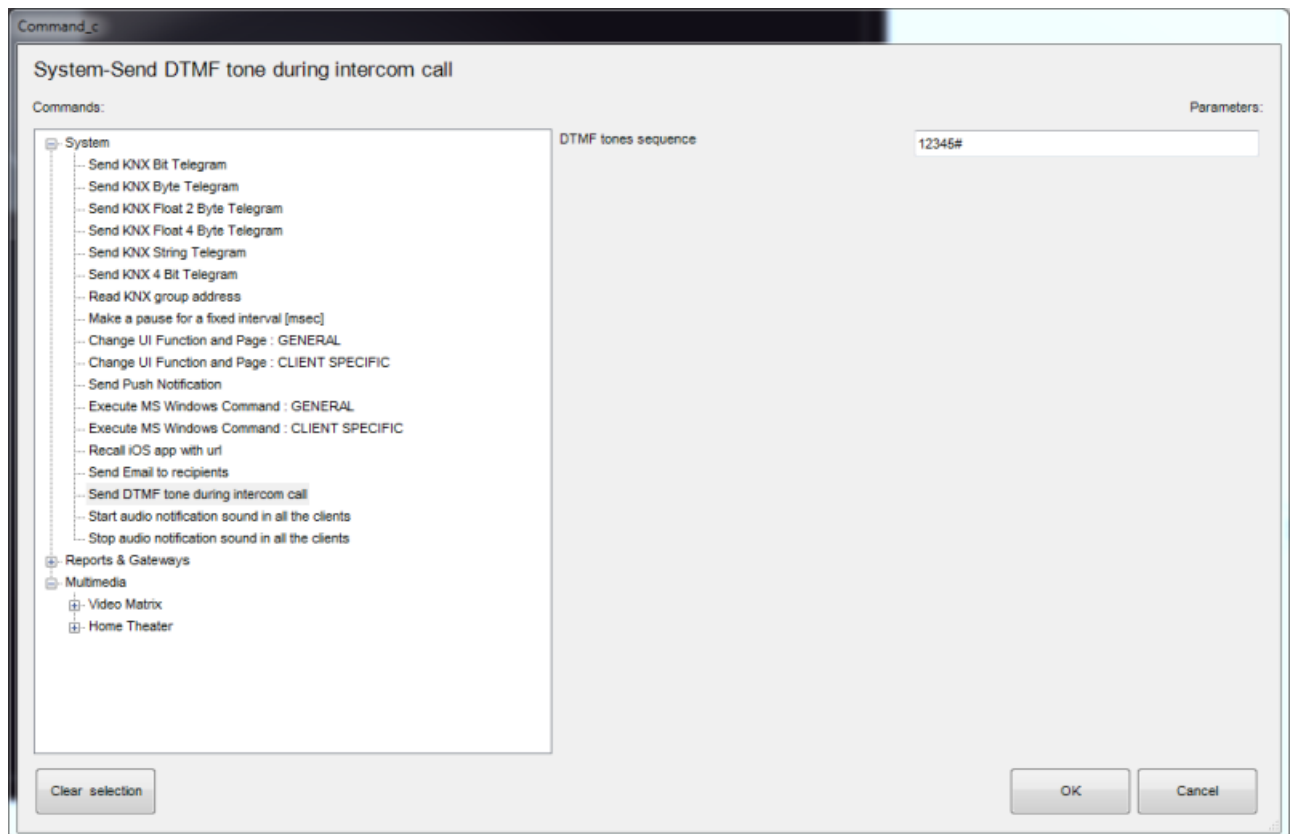 Command_c
System-Send DTMF tone during intercom call
Commands:
Parameters:
System
Send KNX Bit Telegram
Send KNX Byte Telegram
Send KNX Float 2 Byte Telegram
Send KNX Float 4 Byte Telegram
Send KNX String Telegram
Send KNX 4 Bit Telegram
Read KNX group address
Make a pause for a fixed interval [msec]
Change UI Function and Page : GENERAL
Change UI Function and Page : CLIENT SPECIFIC
Send Push Notification
Execute MS Windows Command : GENERAL
Execute MS Windows Command : CLIENT SPECIFIC
Recall iOS app with url
Send Email to recipients
Send DTMF tone during intercom call
Start audio notification sound in all the clients
Stop audio notification sound in all the clients
Reports & Gateways
Multimedia
Video Matrix
Home Theater
DTMF tones sequence
12345#
Clear selection
OK
Cancel